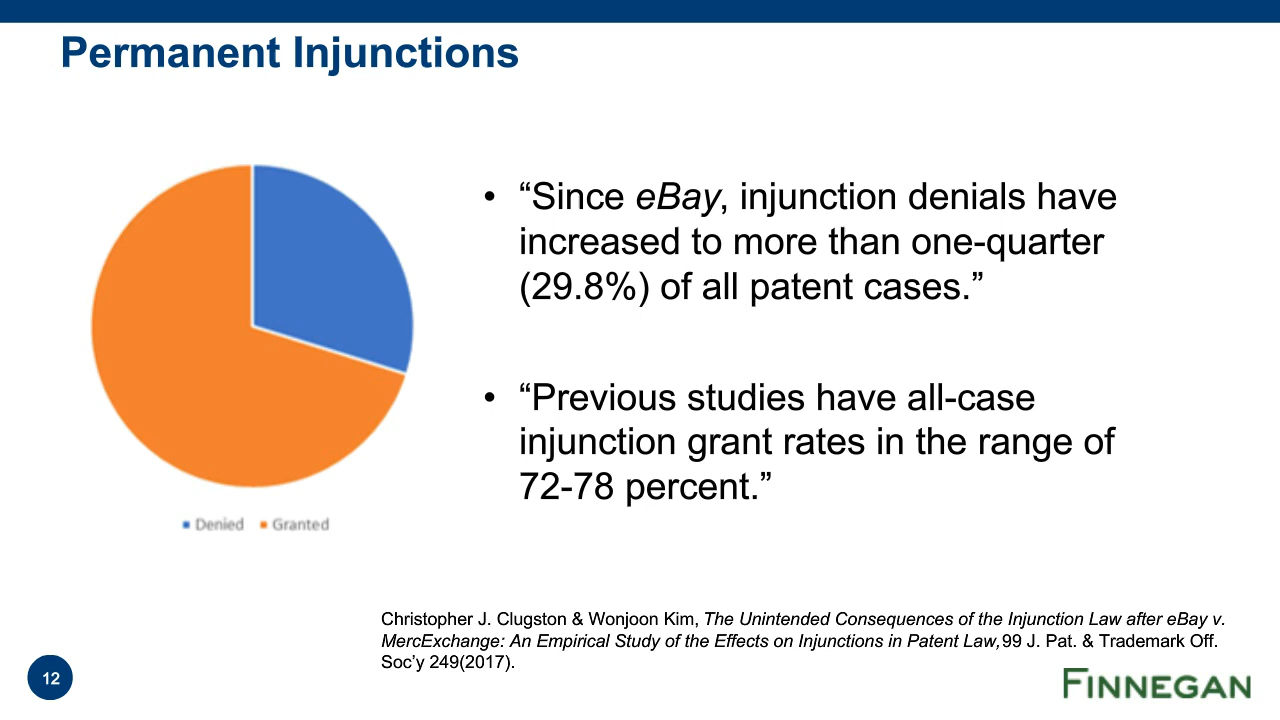 Permanent Injunctions
• “Since eBay, injunction denials have
increased to more than one-quarter
(29.8%) of all patent cases.”
• “Previous studies have all-case
injunction grant rates in the range of
72-78 percent.”
Denied Granted
Christopher J. Clugston & Wonjoon Kim, The Unintended Consequences of the Injunction Law after eBay v.
MercExchange: An Empirical Study of the Effects on Injunctions in Patent Law,99 J. Pat. & Trademark Off.
Soc’y 249(2017).
12
FINNEGAN